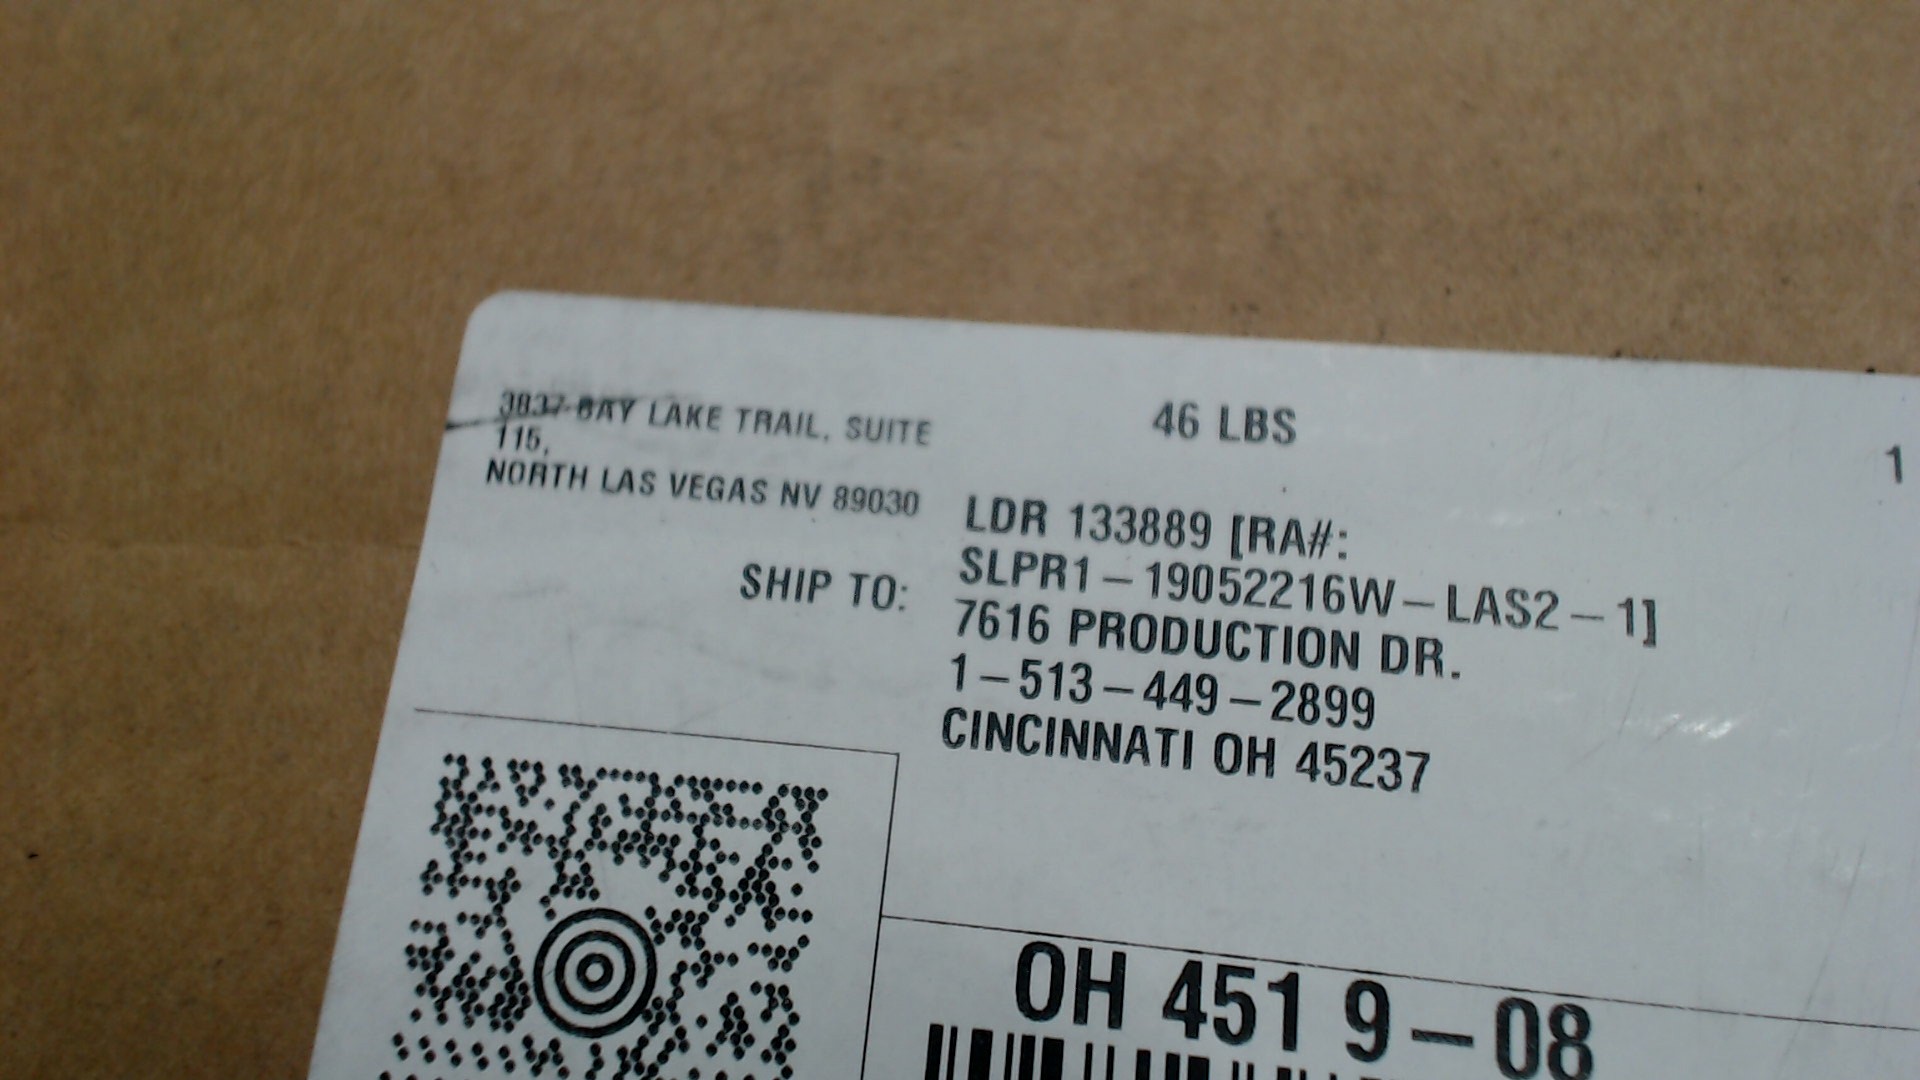 3837 BAY LAKE TRAIL, SUITE
115,
NORTH LAS VEGAS NV 89030
46 LBS
1
SHIP TO:
LDR 133889 [RA#:
SLPR1-19052216W-LAS2-1]
7616 PRODUCTION DR.
1-513-449-2899
CINCINNATI OH 45237
OH 451 9-08